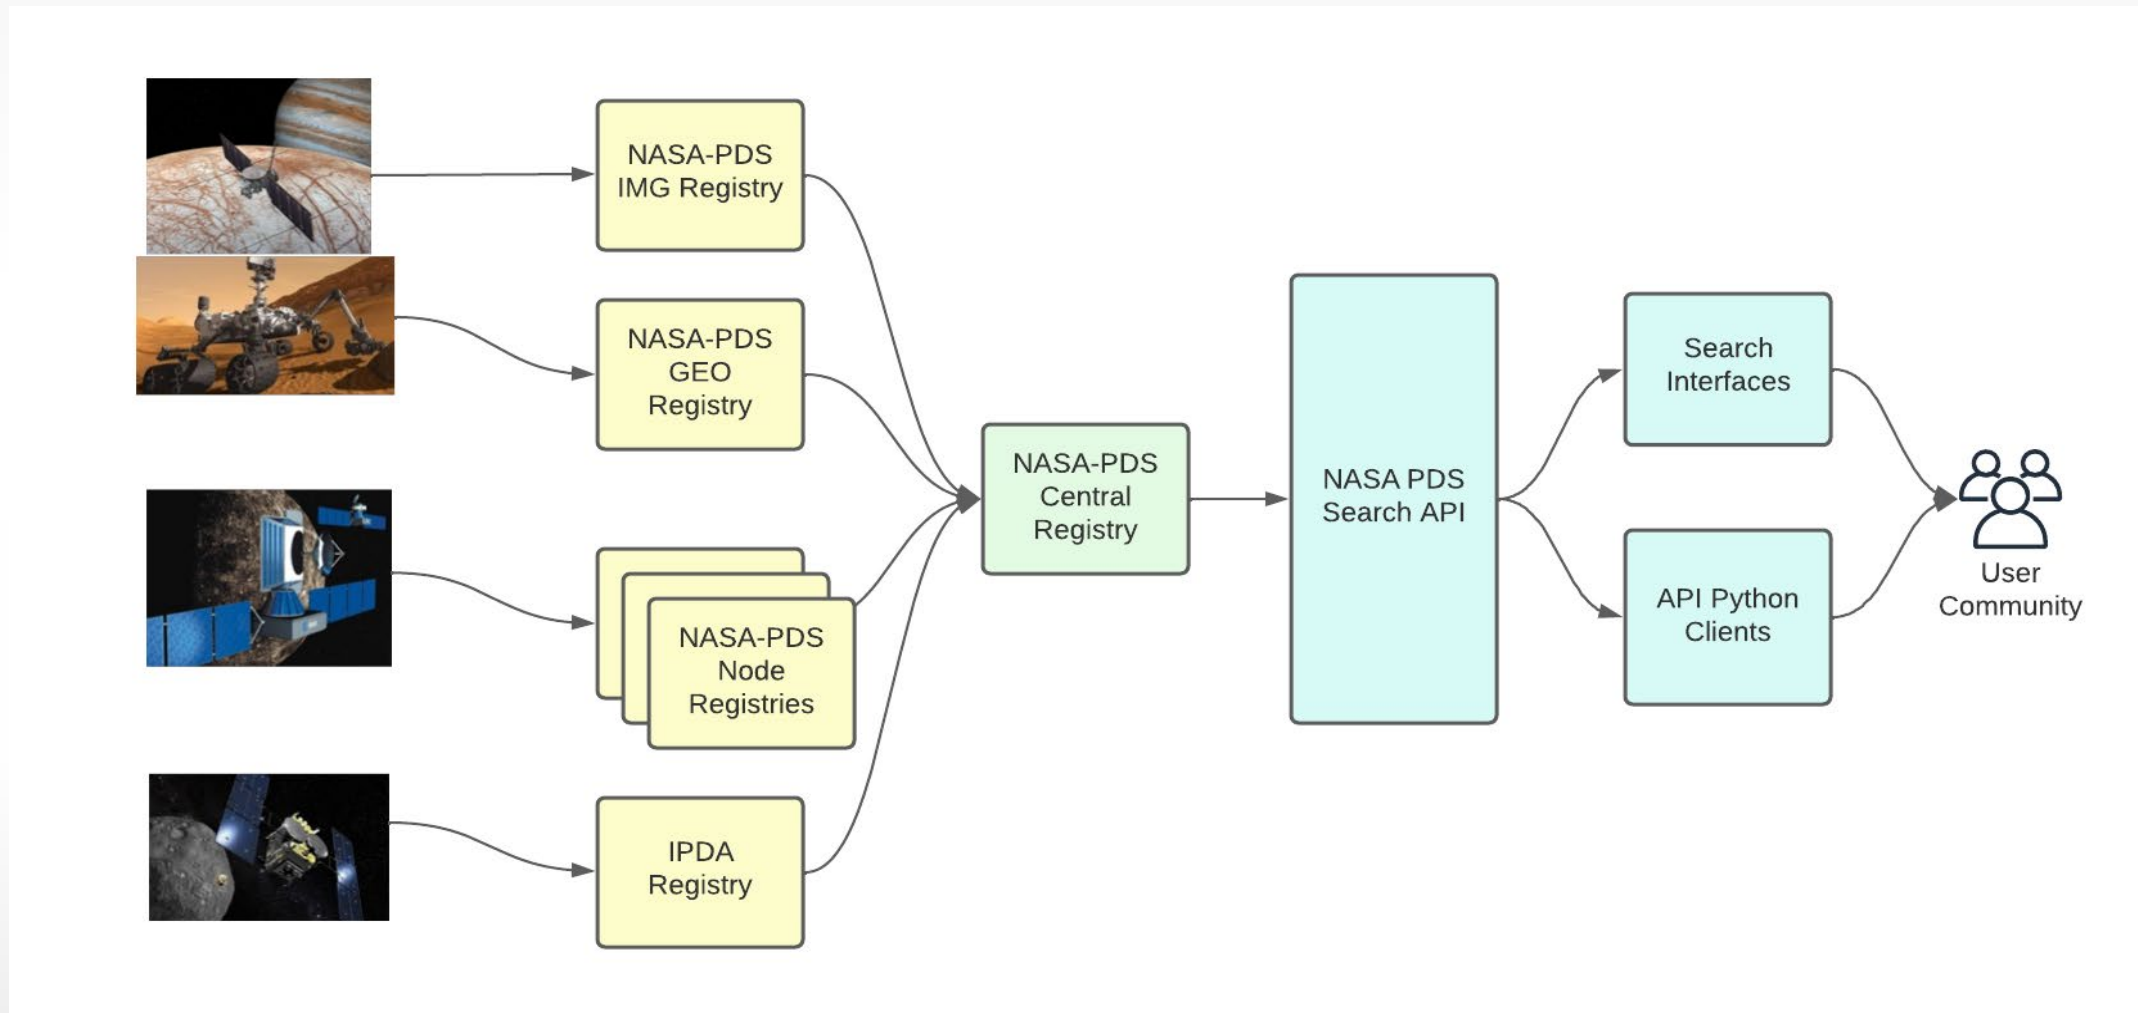 NASA-PDS
IMG Registry
NASA-PDS
GEO
Registry
NASA-PDS
Node
Registries
IPDA
Registry
NASA-PDS
Central
Registry
NASA PDS
Search API
Search
Interfaces
API Python
Clients
User
Community